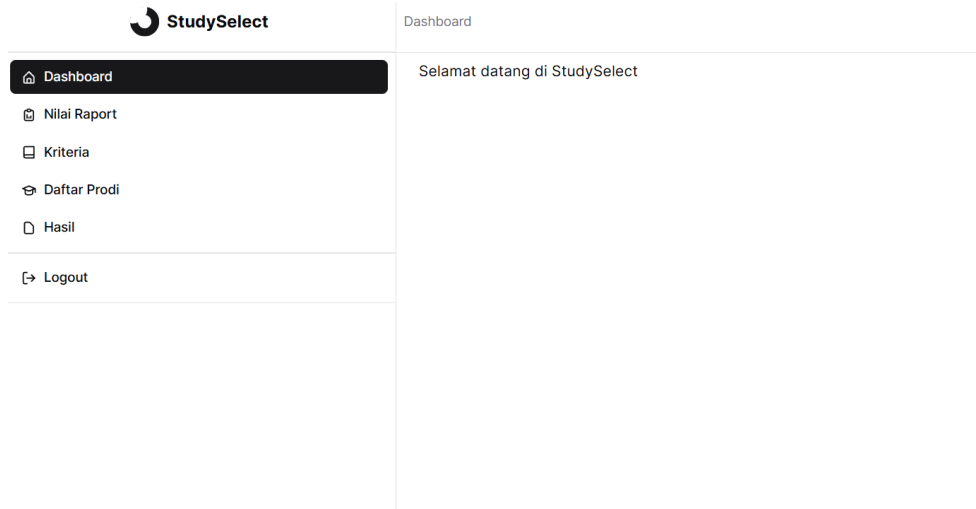 StudySelect
Dashboard
Nilai Raport
Kriteria
Daftar Prodi
Hasil
Logout
Dashboard
Selamat datang di StudySelect